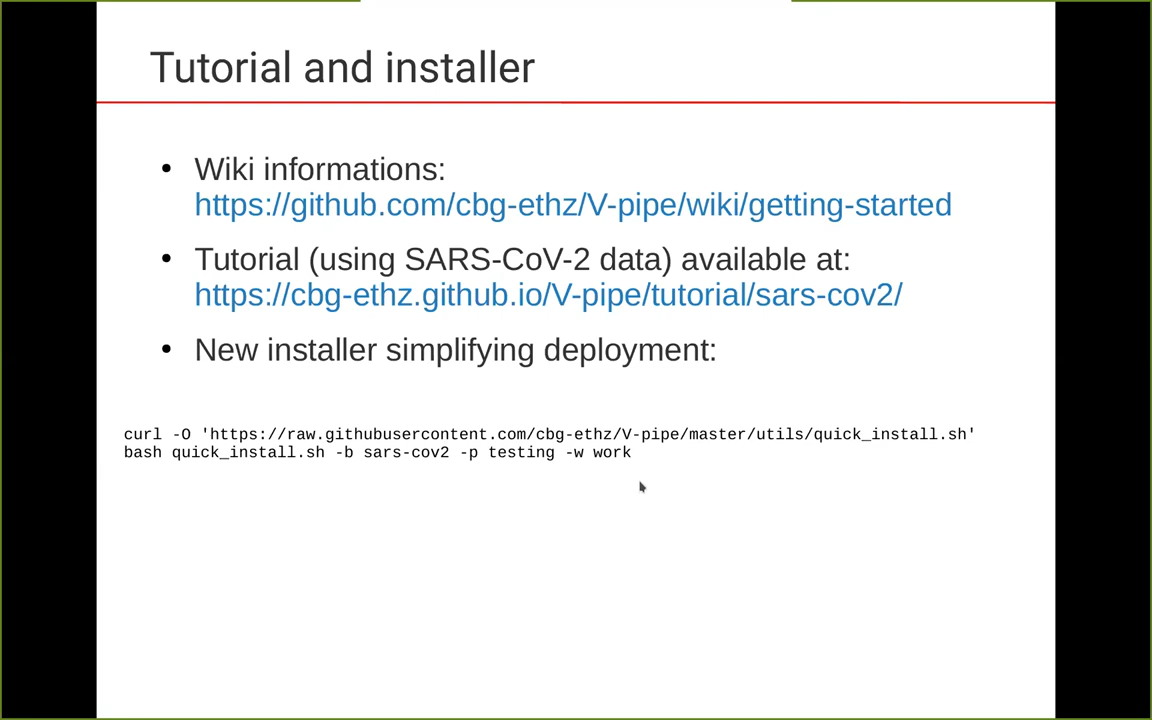 Tutorial and installer
• Wiki informations:
https://github.com/cbg-ethz/V-pipe/wiki/getting-started
• Tutorial (using SARS-CoV-2 data) available at:
https://cbg-ethz.github.io/V-pipe/tutorial/sars-cov2/
• New installer simplifying deployment:
curl -O 'https://raw.githubusercontent.com/cbg-ethz/V-pipe/master/utils/quick_install.sh'
bash quick_install.sh -b sars-cov2 -p testing -w work